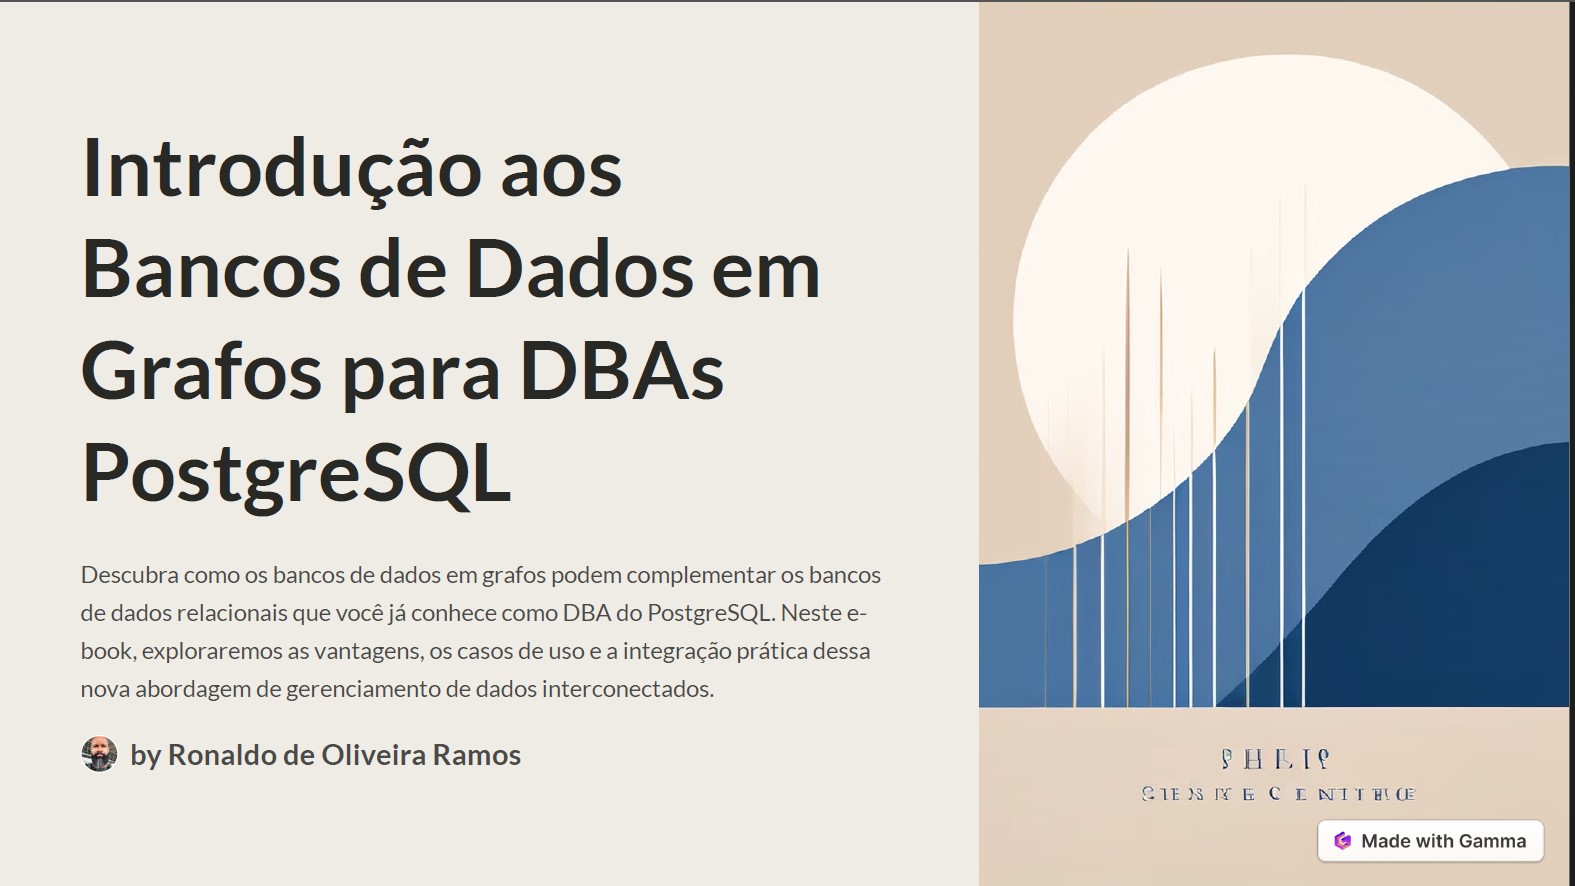 Introdução aos
Bancos de Dados em
Grafos para DBAs
PostgreSQL
Descubra como os bancos de dados em grafos podem complementar os bancos
de dados relacionais que você já conhece como DBA do PostgreSQL. Neste e-
book, exploraremos as vantagens, os casos de uso e a integração prática dessa
nova abordagem de gerenciamento de dados interconectados.
by Ronaldo de Oliveira Ramos
Made with Gamma